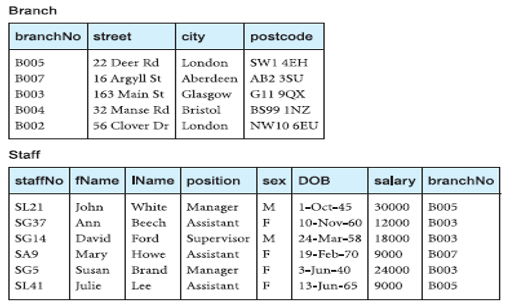 Branch
branchNo street city postcode
B005 22 Deer Rd London SW1 4EH
B007 16 Argyll St Aberdeen AB2 3SU
B003 163 Main St Glasgow G11 9QX
B004 32 Manse Rd Bristol BS99 1NZ
B002 56 Clover Dr London NW10 6EU
Staff
staffNo fName lName position sex DOB salary branchNo
SL21 John White Manager M 1-Oct-45 30000 B005
SG37 Ann Beech Assistant F 10-Nov-60 12000 B003
SG14 David Ford Supervisor M 24-Mar-58 18000 B003
SA9 Mary Howe Assistant F 19-Feb-70 9000 B007
SG5 Susan Brand Manager F 3-Jun-40 24000 B003
SL41 Julie Lee Assistant F 13-Jun-65 9000 B005